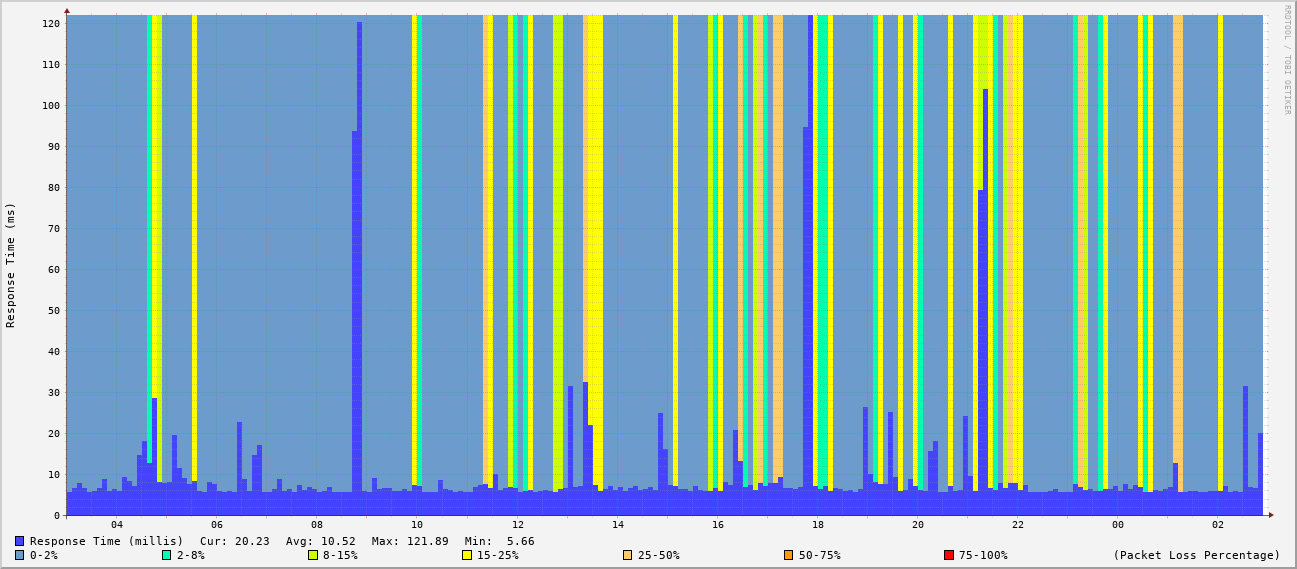 RRDTOOL / TOBI OETIKER
Response Time (ms)
120
110
100
90
80
70
60
50
40
30
20
10
0
04 06 08 10 12 14 16 18 20 22 00 02
Response Time (millis) Cur: 20.23 Avg: 10.52 Max: 121.89 Min: 5.66
0-2% 2-8% 8-15% 15-25% 25-50% 50-75% 75-100% (Packet Loss Percentage)